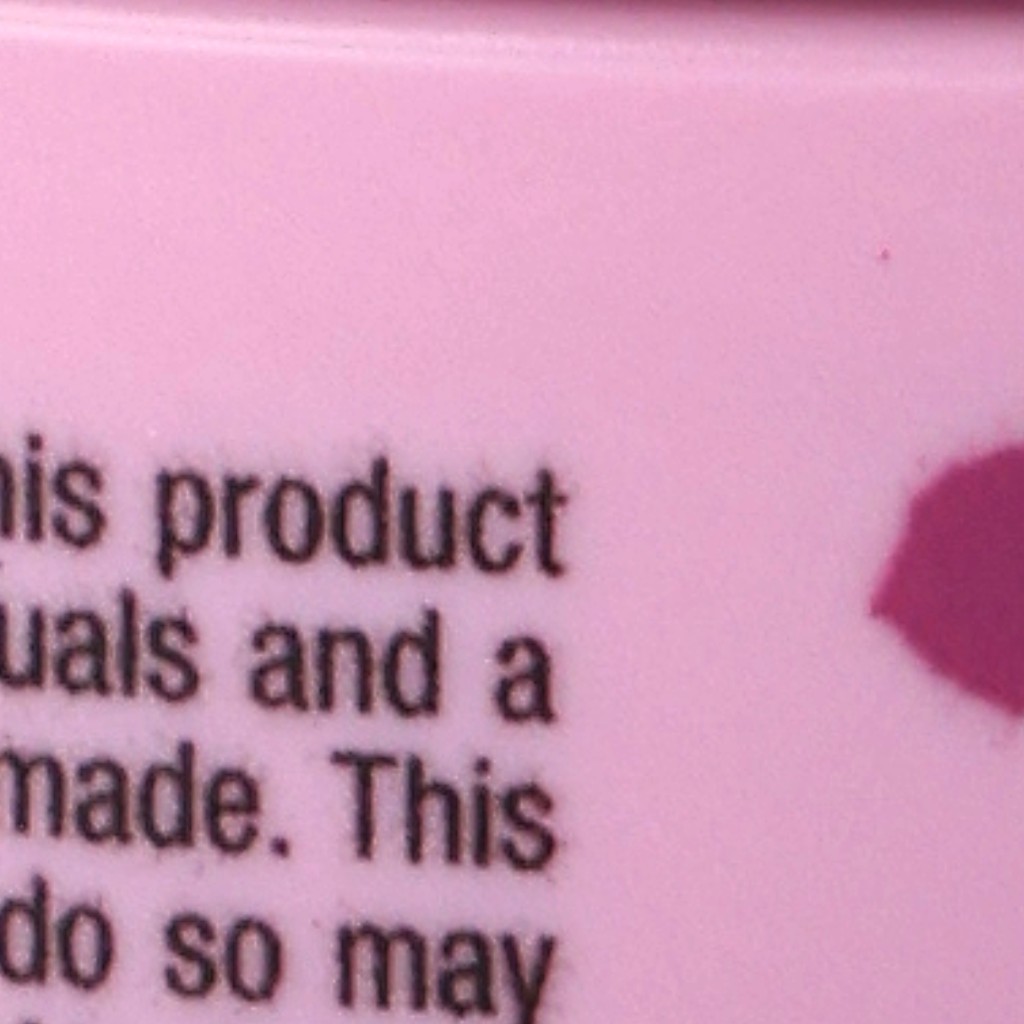 his product
uals and a
made. This
do so may